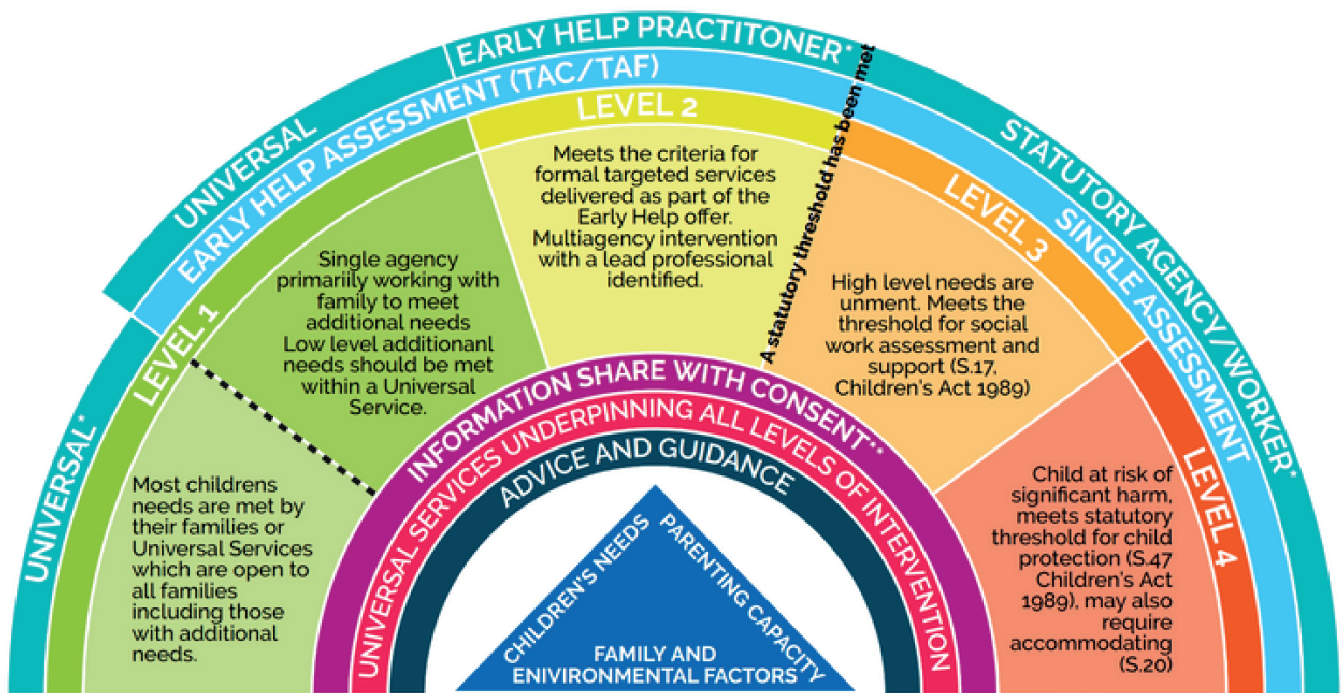 UNIVERSAL*
UNIVERSAL
EARLY HELP PRACTITIONER*
STATUTORY AGENCY/WORKER*
EARLY HELP ASSESSMENT (TAC/TAF)
SINGLE ASSESSMENT
LEVEL 1
LEVEL 2
LEVEL 3
LEVEL 4
Most childrens
needs are met by
their families or
Universal Services
which are open to
all families
including those
with additional
needs.
Single agency
primariily working with
family to meet
additional needs
Low level additionanl
needs should be met
within a Universal
Service.
Meets the criteria for
formal targeted services
delivered as part of the
Early Help offer.
Multiagency intervention
with a lead professional
identified.
A statutory threshold has been met
High level needs are
unment. Meets the
threshold for social
work assessment and
support (S.17,
Children's Act 1989)
Child at risk of
significant harm,
meets statutory
threshold for child
protection (S.47
Children's Act
1989), may also
require
accommodating
(S.20)
INFORMATION SHARE WITH CONSENT**
UNIVERSAL SERVICES UNDERPINNING ALL LEVELS OF INTERVENTION
ADVICE AND GUIDANCE
CHILDREN'S NEEDS
PARENTING CAPACITY
FAMILY AND
ENIVIRONMENTAL FACTORS